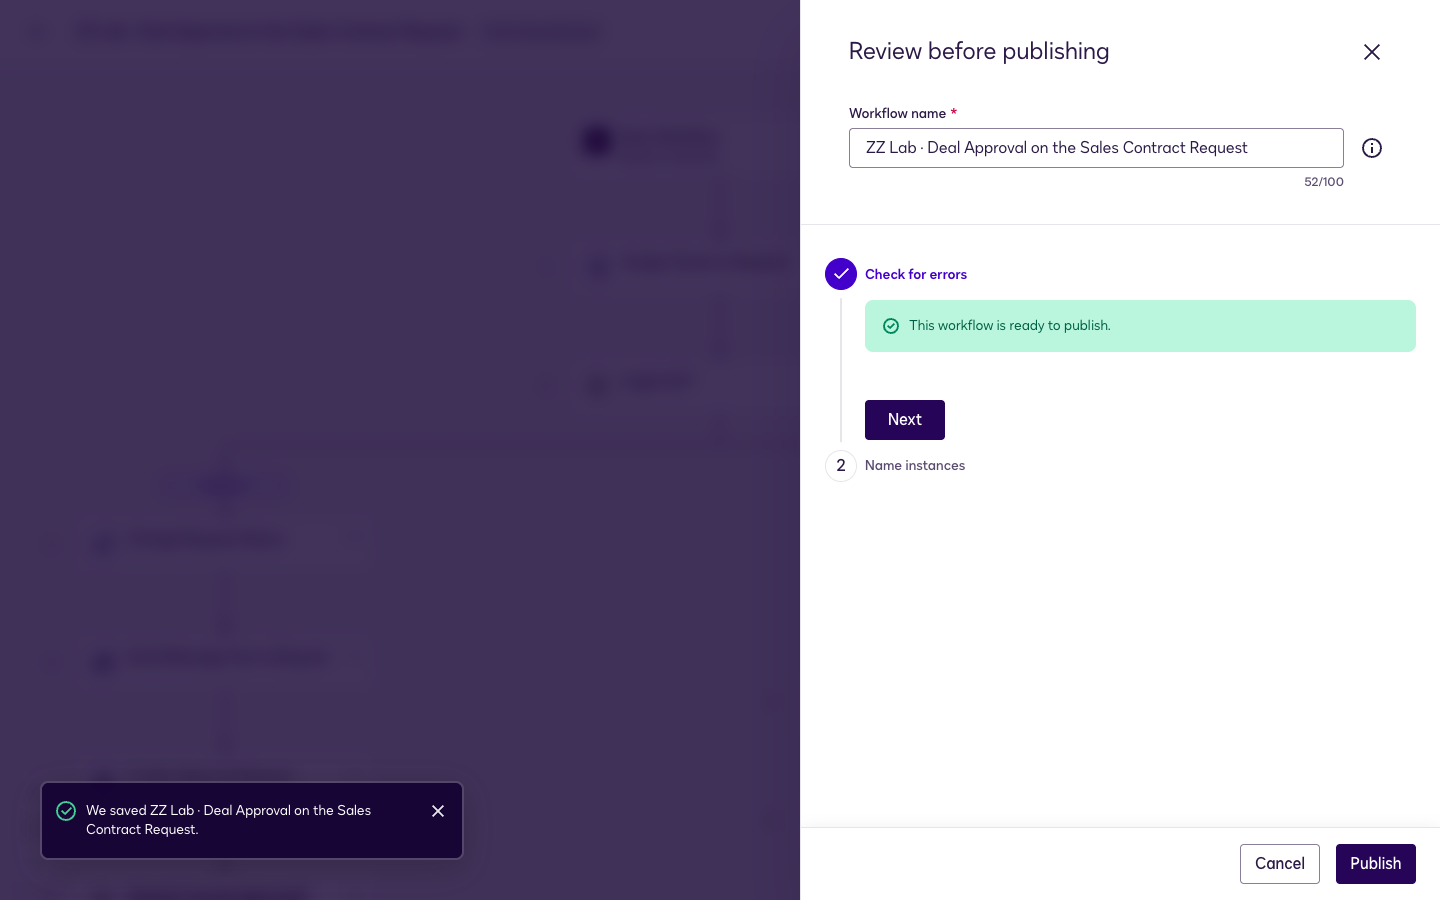 Review before publishing
Workflow name *
ZZ Lab · Deal Approval on the Sales Contract Request
52/100
Check for errors
This workflow is ready to publish.
Next
2
Name instances
We saved ZZ Lab · Deal Approval on the Sales
Contract Request.
Cancel
Publish